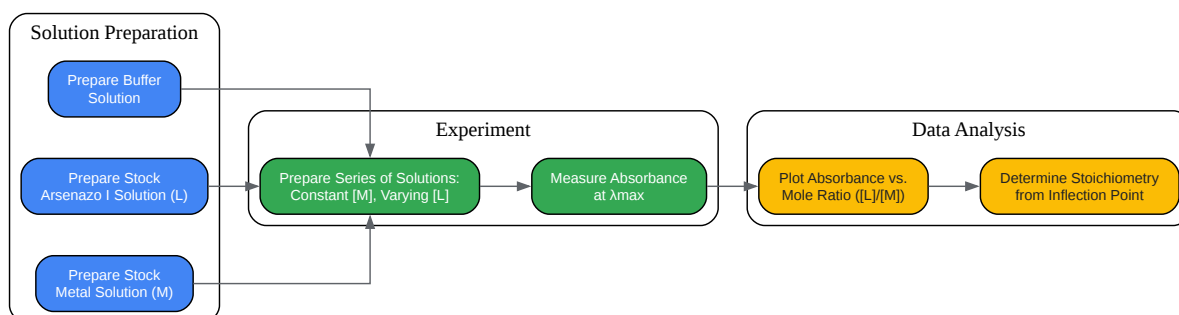 Solution Preparation
Prepare Buffer
Solution
Prepare Stock
Arsenazo I Solution (L)
Prepare Stock
Metal Solution (M)
Experiment
Prepare Series of Solutions:
Constant [M], Varying [L]
Measure Absorbance
at λmax
Data Analysis
Plot Absorbance vs.
Mole Ratio ([L]/[M])
Determine Stoichiometry
from Inflection Point